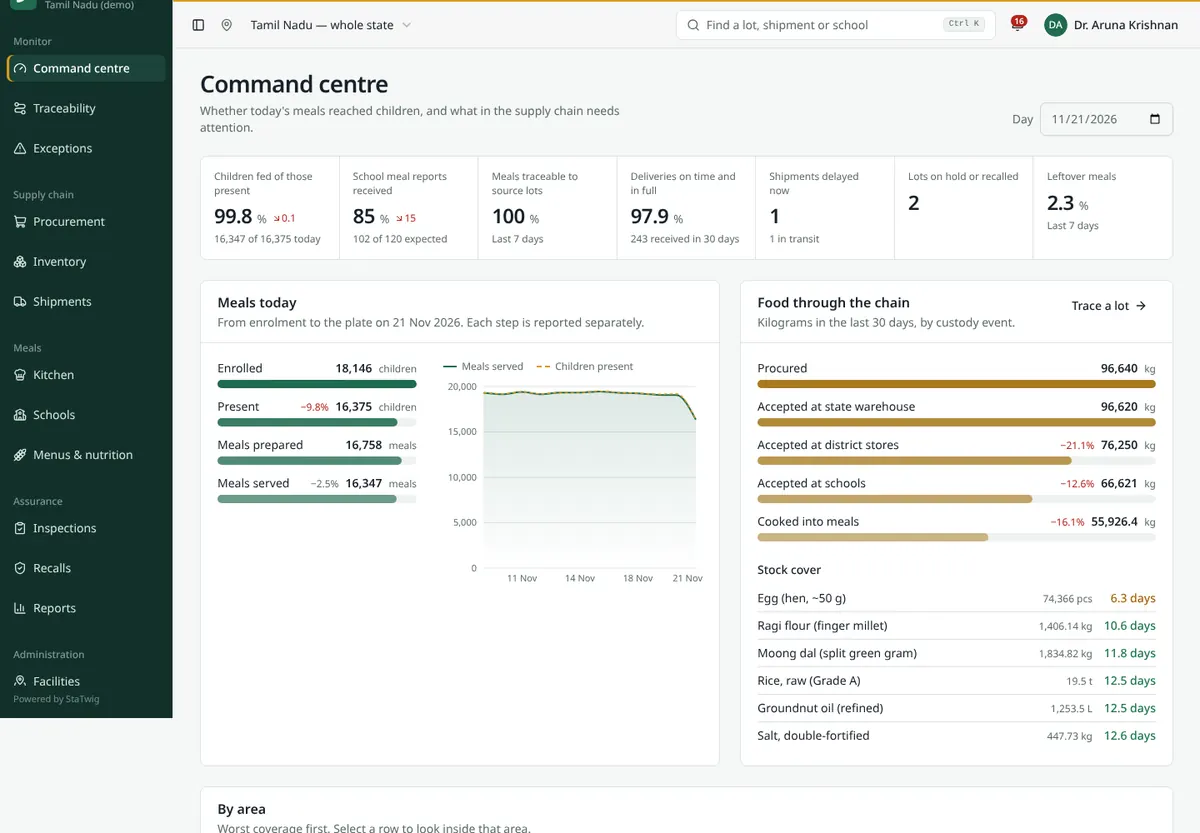 Tamil Nadu (demo)
Monitor
Command centre
Traceability
Exceptions
Supply chain
Procurement
Inventory
Shipments
Meals
Kitchen
Schools
Menus & nutrition
Assurance
Inspections
Recalls
Reports
Administration
Facilities
Powered by StaTwig
Tamil Nadu — whole state
Find a lot, shipment or school
Ctrl K
16
DA
Dr. Aruna Krishnan
Command centre
Whether today's meals reached children, and what in the supply chain needs
attention.
Day
11/21/2026
Children fed of those
present
99.8 % ↘0.1
16,347 of 16,375 today
School meal reports
received
85 % ↘15
102 of 120 expected
Meals traceable to
source lots
100 %
Last 7 days
Deliveries on time and
in full
97.9 %
243 received in 30 days
Shipments delayed
now
1
1 in transit
Lots on hold or recalled
2
Leftover meals
2.3 %
Last 7 days
Meals today
From enrolment to the plate on 21 Nov 2026. Each step is reported separately.
Enrolled 18,146 children
Present −9.8% 16,375 children
Meals prepared 16,758 meals
Meals served −2.5% 16,347 meals
Meals served Children present
20,000
15,000
10,000
5,000
0
11 Nov 14 Nov 18 Nov 21 Nov
Food through the chain
Kilograms in the last 30 days, by custody event.
Trace a lot →
Procured 96,640 kg
Accepted at state warehouse 96,620 kg
Accepted at district stores −21.1% 76,250 kg
Accepted at schools −12.6% 66,621 kg
Cooked into meals −16.1% 55,926.4 kg
Stock cover
Egg (hen, ~50 g) 74,366 pcs 6.3 days
Ragi flour (finger millet) 1,406.14 kg 10.6 days
Moong dal (split green gram) 1,834.82 kg 11.8 days
Rice, raw (Grade A) 19.5 t 12.5 days
Groundnut oil (refined) 1,253.5 L 12.5 days
Salt, double-fortified 447.73 kg 12.6 days
By area
Worst coverage first. Select a row to look inside that area.